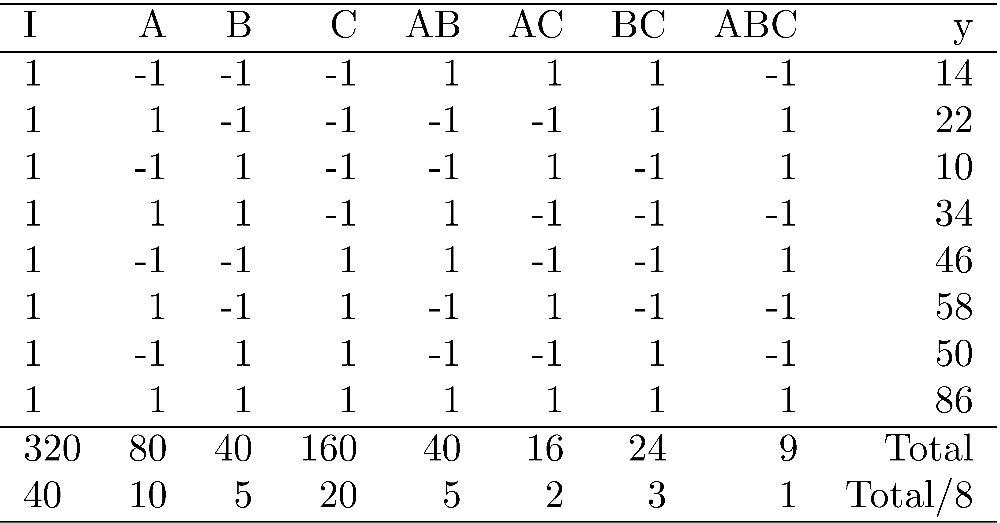 I A B C AB AC BC ABC y
1 -1 -1 -1 1 1 1 -1 14
1 1 -1 -1 -1 -1 1 1 22
1 -1 1 -1 -1 1 -1 1 10
1 1 1 -1 1 -1 -1 -1 34
1 -1 -1 1 1 -1 -1 1 46
1 1 -1 1 -1 1 -1 -1 58
1 -1 1 1 -1 -1 1 -1 50
1 1 1 1 1 1 1 1 86
320 80 40 160 40 16 24 9 Total
40 10 5 20 5 2 3 1 Total/8